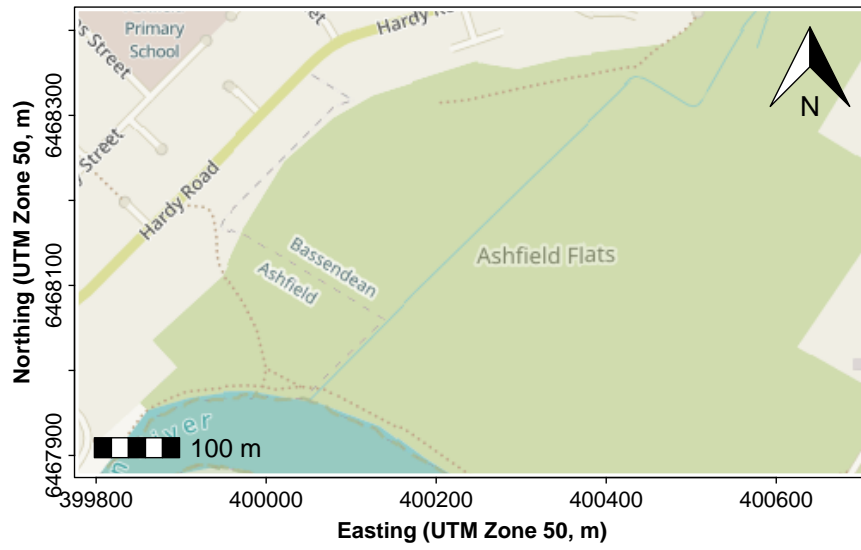 Primary
School
Street
Hardy
N
Street
Hardy Road
Bassendean
Ashfield
Ashfield Flats
iver
100 m
Northing (UTM Zone 50, m)
6468300
6468100
6467900
399800
400000
400200
400400
400600
Easting (UTM Zone 50, m)